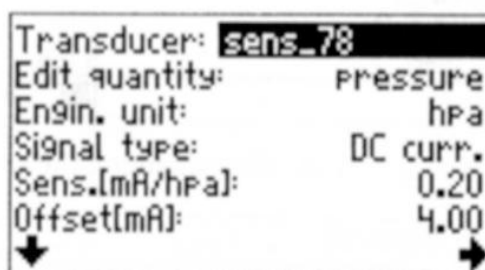 Transducer: sens_78
Edit quantity: pressure
Engin. unit: hpa
Signal type: DC curr.
Sens.[mA/hpa]: 0.20
Offset[mA]: 4.00